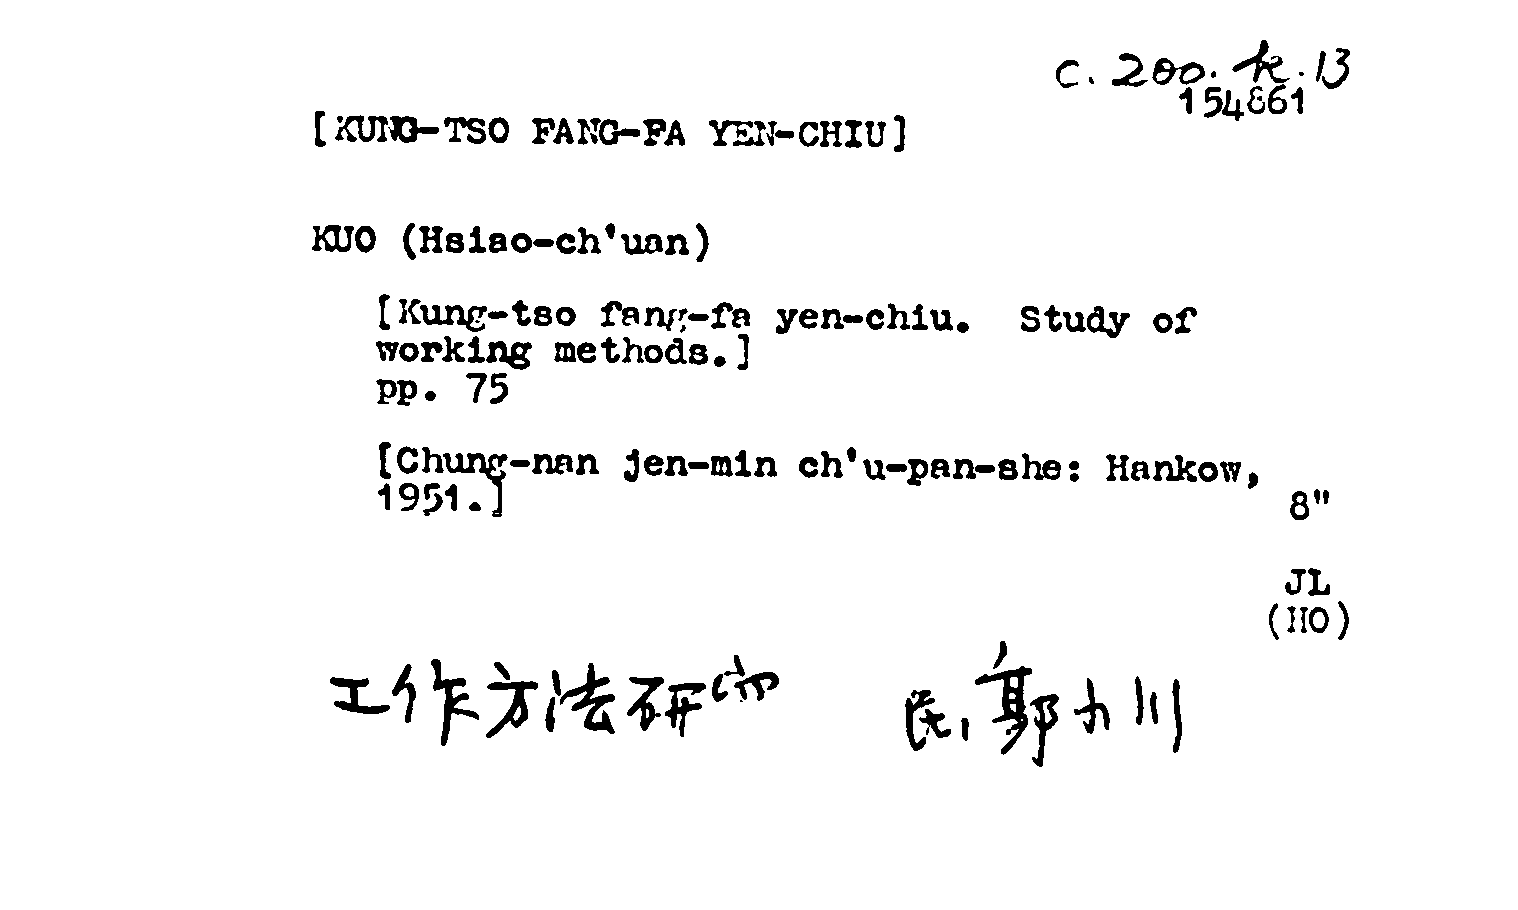 C. 200. k. 13
154861
[KUNG-TSO FANG-FA YEN-CHIU]
KUO (Hsiao-ch'uan)
[Kung-tso fang-fa yen-chiu. Study of
working methods.]
pp. 75
[Chung-nan jen-min ch'u-pan-she: Hankow,
1951.]
8"
JL
(HO)
工作方法研究 民, 郭小川